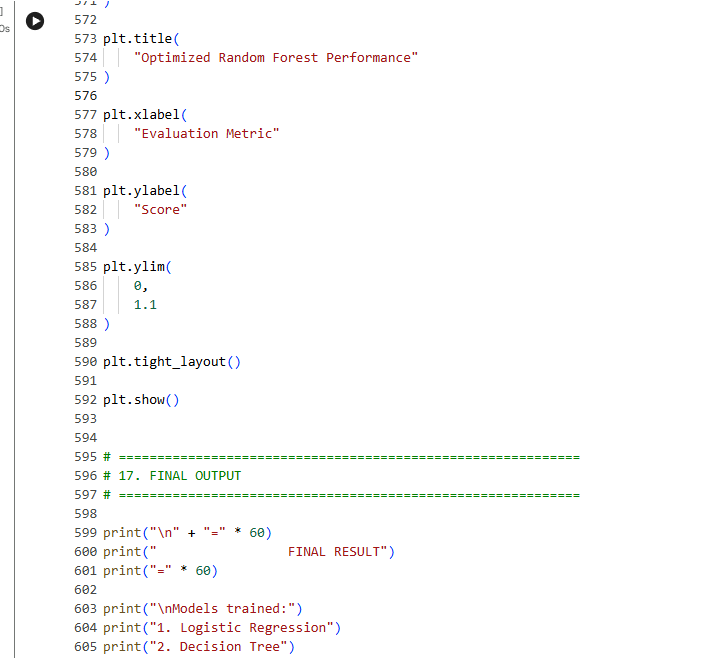 ]
0s
571 )
572
573 plt.title(
574     "Optimized Random Forest Performance"
575 )
576
577 plt.xlabel(
578     "Evaluation Metric"
579 )
580
581 plt.ylabel(
582     "Score"
583 )
584
585 plt.ylim(
586     0,
587     1.1
588 )
589
590 plt.tight_layout()
591
592 plt.show()
593
594
595 # ============================================================
596 # 17. FINAL OUTPUT
597 # ============================================================
598
599 print("\n" + "=" * 60)
600 print("                 FINAL RESULT")
601 print("=" * 60)
602
603 print("\nModels trained:")
604 print("1. Logistic Regression")
605 print("2. Decision Tree")